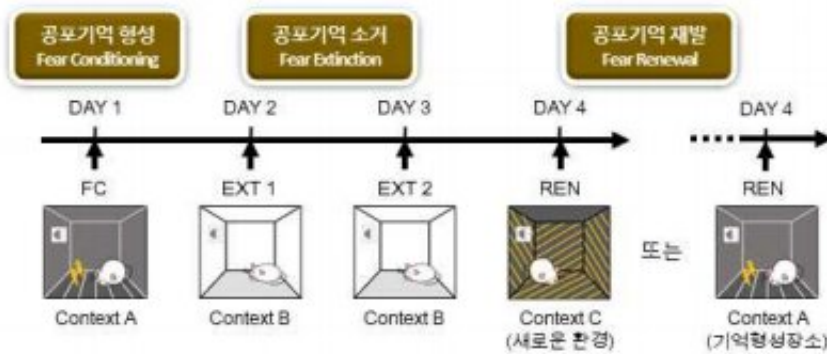 공포기억 형성
Fear Conditioning
공포기억 소거
Fear Extinction
공포기억 재발
Fear Renewal
DAY 1
DAY 2
DAY 3
DAY 4
DAY 4
FC
EXT 1
EXT 2
REN
REN
또는
Context A
Context B
Context B
Context C
(새로운 환경)
Context A
(기억형성장소)